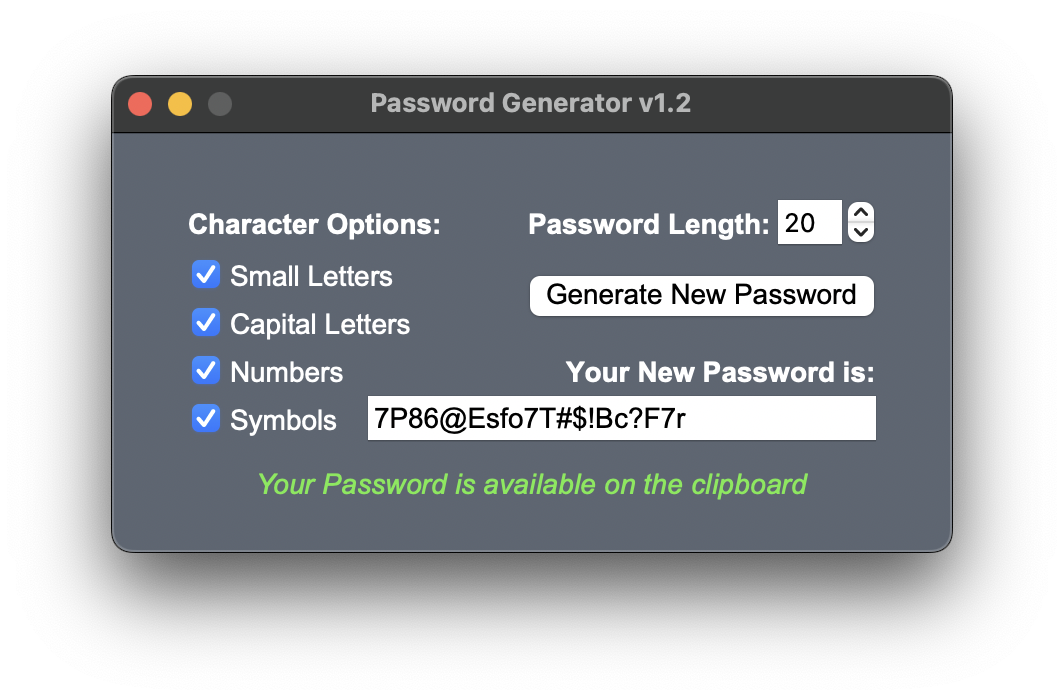 Password Generator v1.2
Character Options:
Small Letters
Capital Letters
Numbers
Symbols
Password Length: 20
Generate New Password
Your New Password is:
7P86@Esfo7T#$!Bc?F7r
Your Password is available on the clipboard